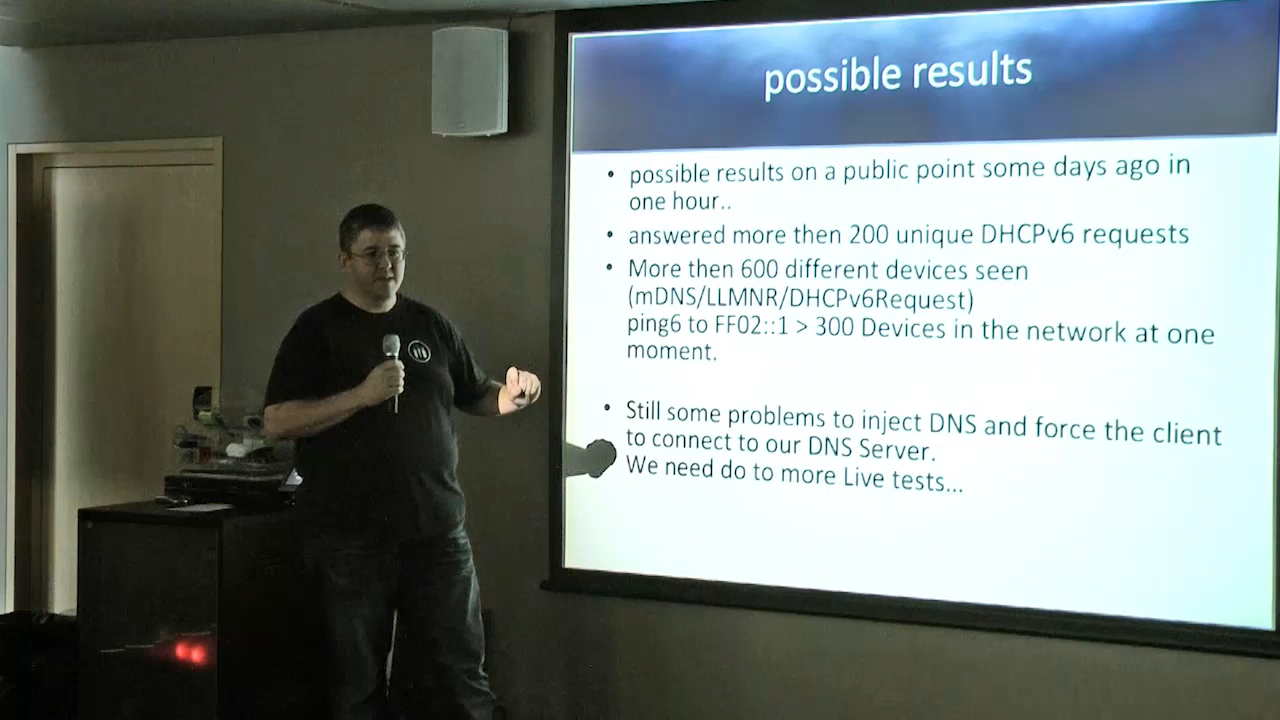 possible results
• possible results on a public point some days ago in
one hour..
• answered more then 200 unique DHCPv6 requests
• More then 600 different devices seen
(mDNS/LLMNR/DHCPv6Request)
ping6 to FF02::1 > 300 Devices in the network at one
moment.
• Still some problems to inject DNS and force the client
to connect to our DNS Server.
We need do to more Live tests...